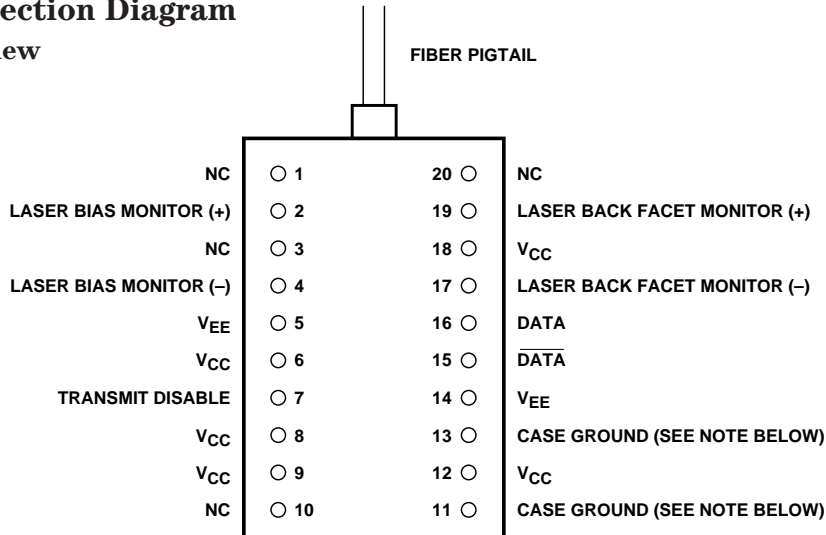 ection Diagram
iew
FIBER PIGTAIL
NC 1 20 NC
LASER BIAS MONITOR (+) 2 19 LASER BACK FACET MONITOR (+)
NC 3 18 VCC
LASER BIAS MONITOR (–) 4 17 LASER BACK FACET MONITOR (–)
VEE 5 16 DATA
VCC 6 15 D̅A̅T̅A̅
TRANSMIT DISABLE 7 14 VEE
VCC 8 13 CASE GROUND (SEE NOTE BELOW)
VCC 9 12 VCC
NC 10 11 CASE GROUND (SEE NOTE BELOW)